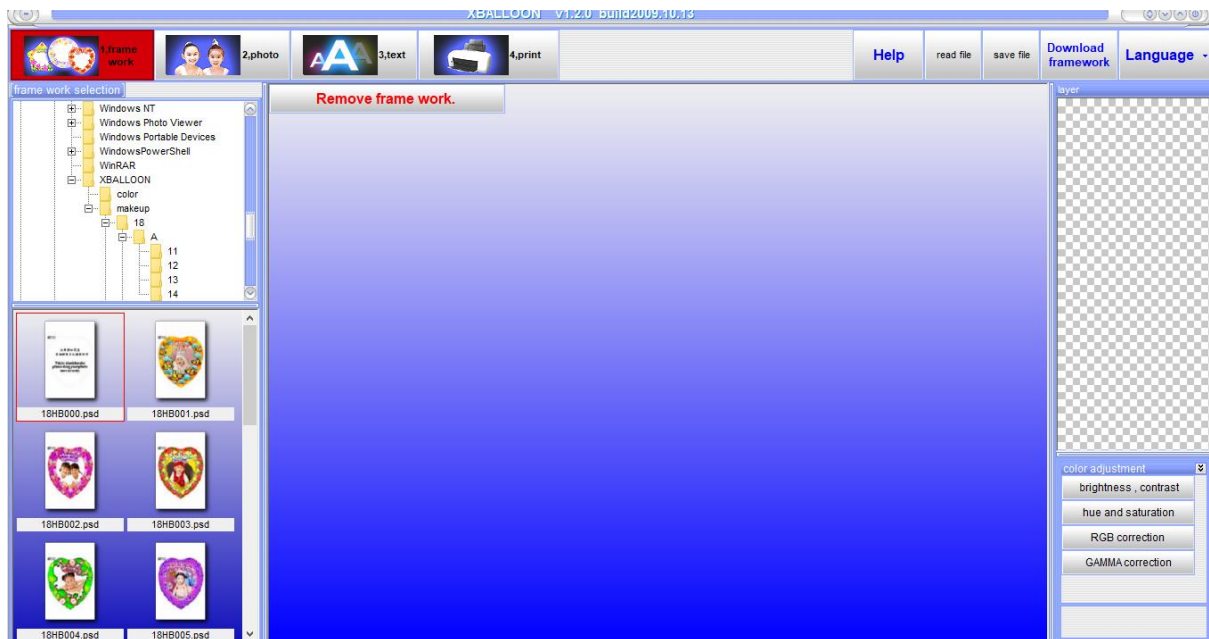 XBALLOON V1.2.0 build2009.10.13
1,frame work
2,photo
3,text
4,print
Help
read file
save file
Download framework
Language
frame work selection
Windows NT
Windows Photo Viewer
Windows Portable Devices
WindowsPowerShell
WinRAR
XBALLOON
color
makeup
18
A
11
12
13
14
18HB000.psd
18HB001.psd
18HB002.psd
18HB003.psd
18HB004.psd
18HB005.psd
Remove frame work.
layer
color adjustment
brightness , contrast
hue and saturation
RGB correction
GAMMA correction